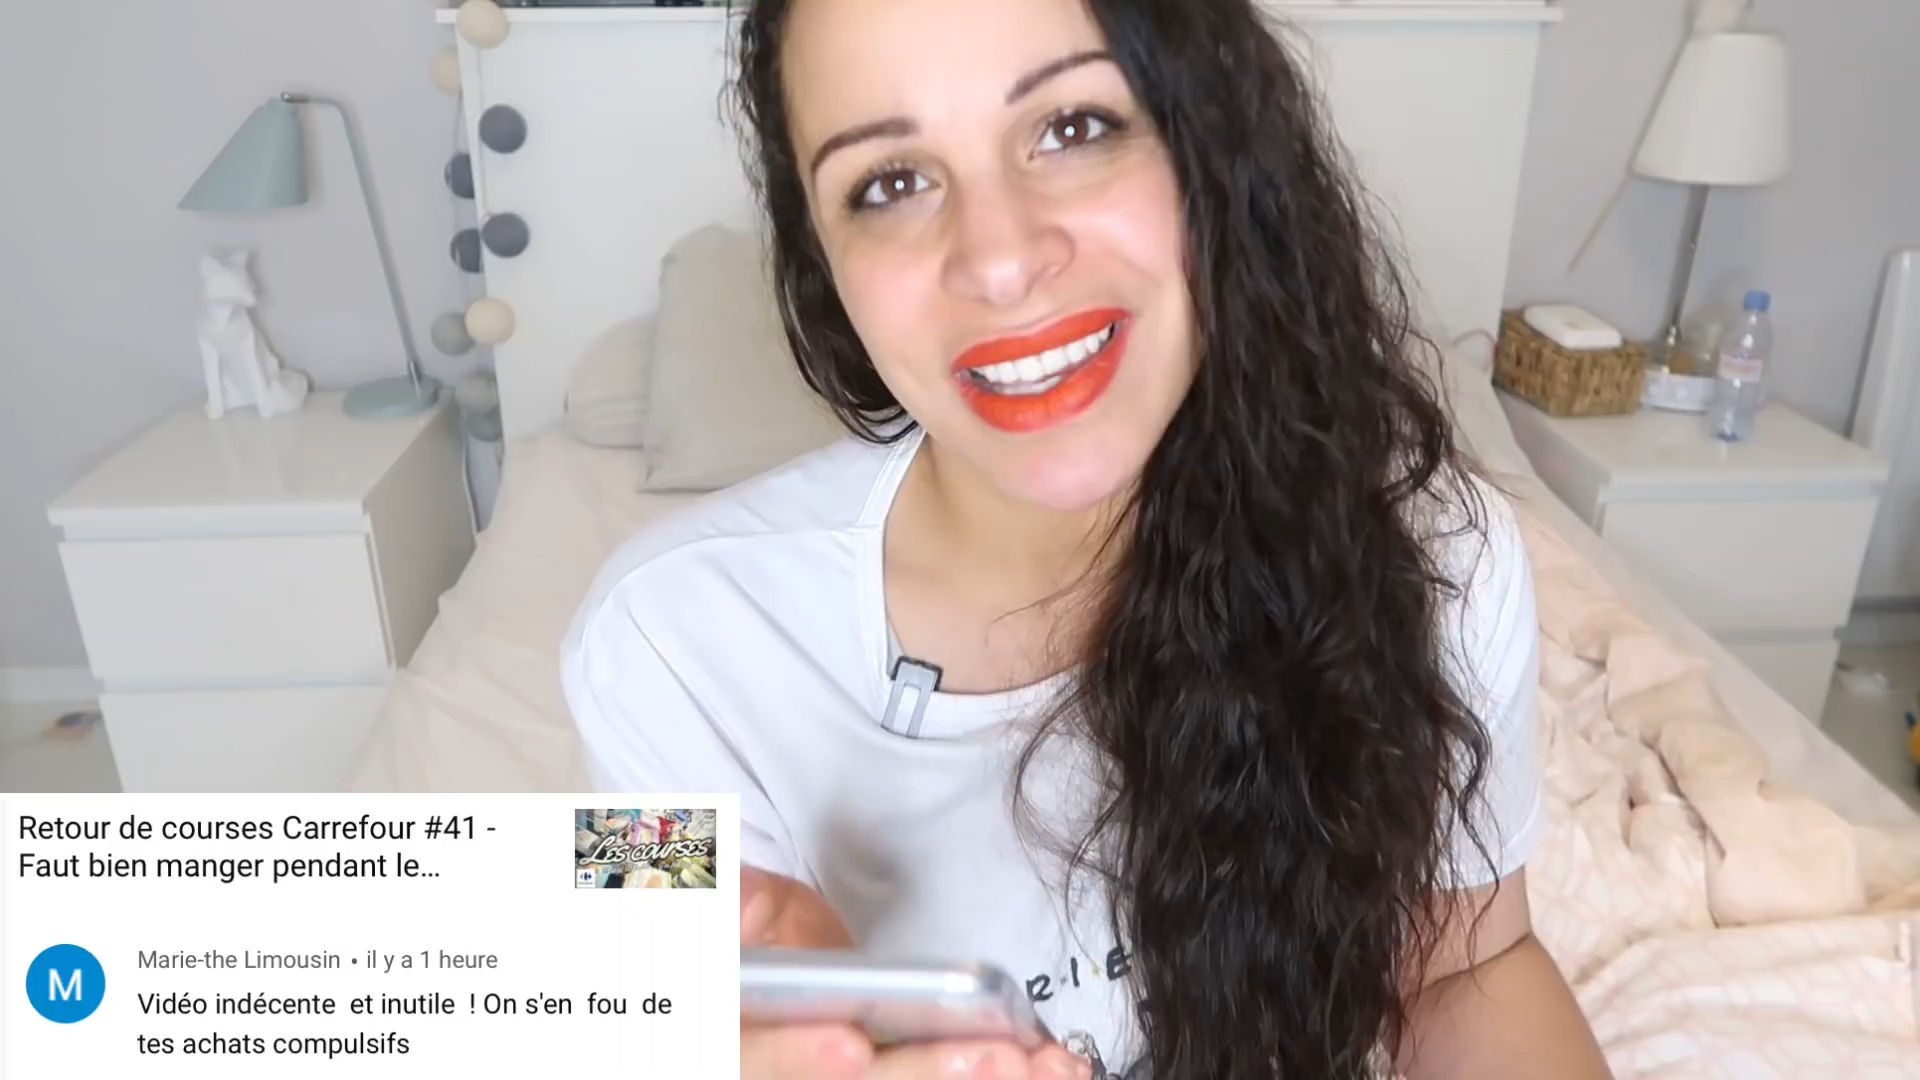 R·I·E
Retour de courses Carrefour #41 -
Faut bien manger pendant le...
Les courses
M
Marie-the Limousin • il y a 1 heure
Vidéo indécente et inutile ! On s'en fou de
tes achats compulsifs